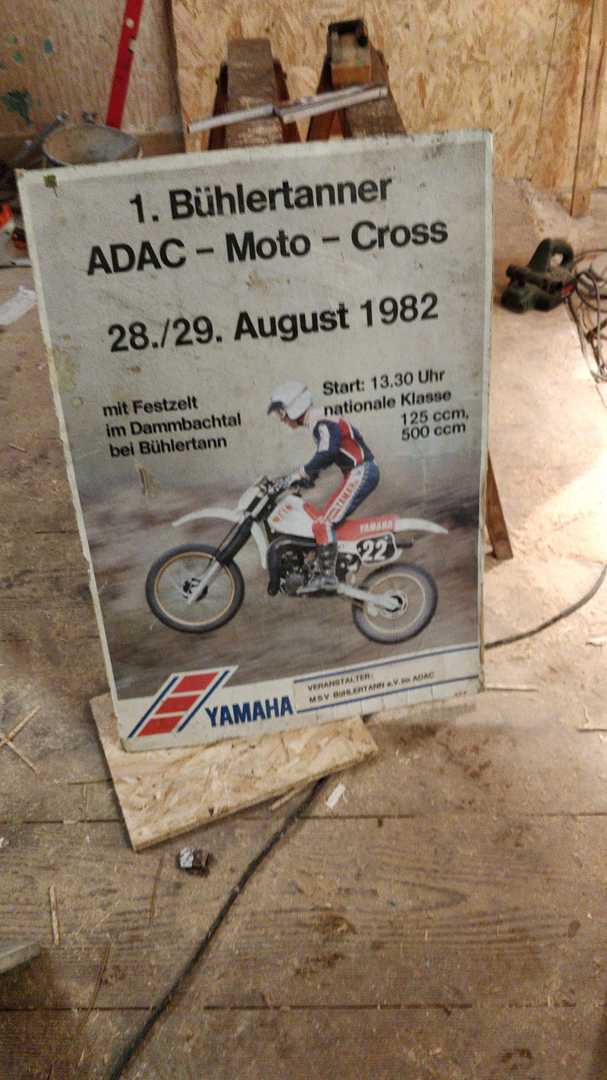 1. Bühlertanner
ADAC – Moto – Cross
28./29. August 1982
mit Festzelt
im Dammbachtal
bei Bühlertann
Start: 13.30 Uhr
nationale Klasse
125 ccm,
500 ccm
YAMAHA
22
YAMAHA
VERANSTALTER:
M.S.V. BÜHLERTANN e.V. im ADAC